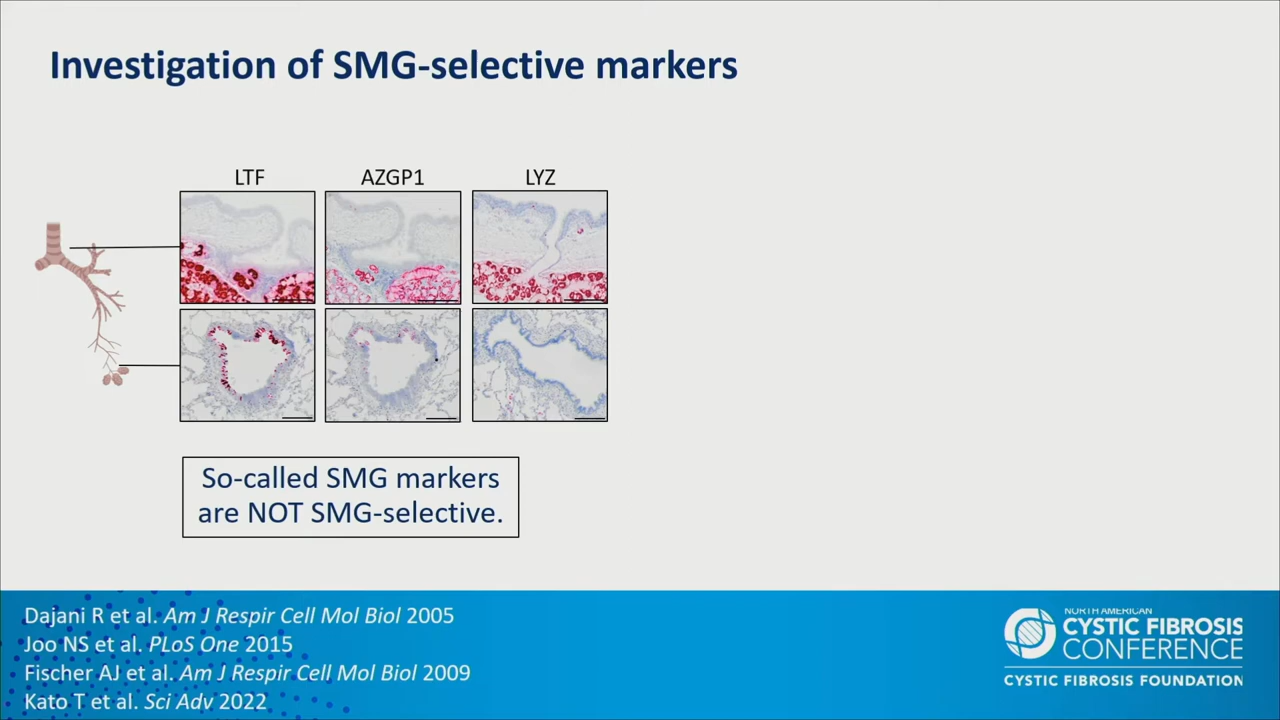 Investigation of SMG-selective markers
LTF
AZGP1
LYZ
So-called SMG markers
are NOT SMG-selective.
Dajani R et al. Am J Respir Cell Mol Biol 2005
Joo NS et al. PLoS One 2015
Fischer AJ et al. Am J Respir Cell Mol Biol 2009
Kato T et al. Sci Adv 2022
NORTH AMERICAN
CYSTIC FIBROSIS
CONFERENCE
CYSTIC FIBROSIS FOUNDATION